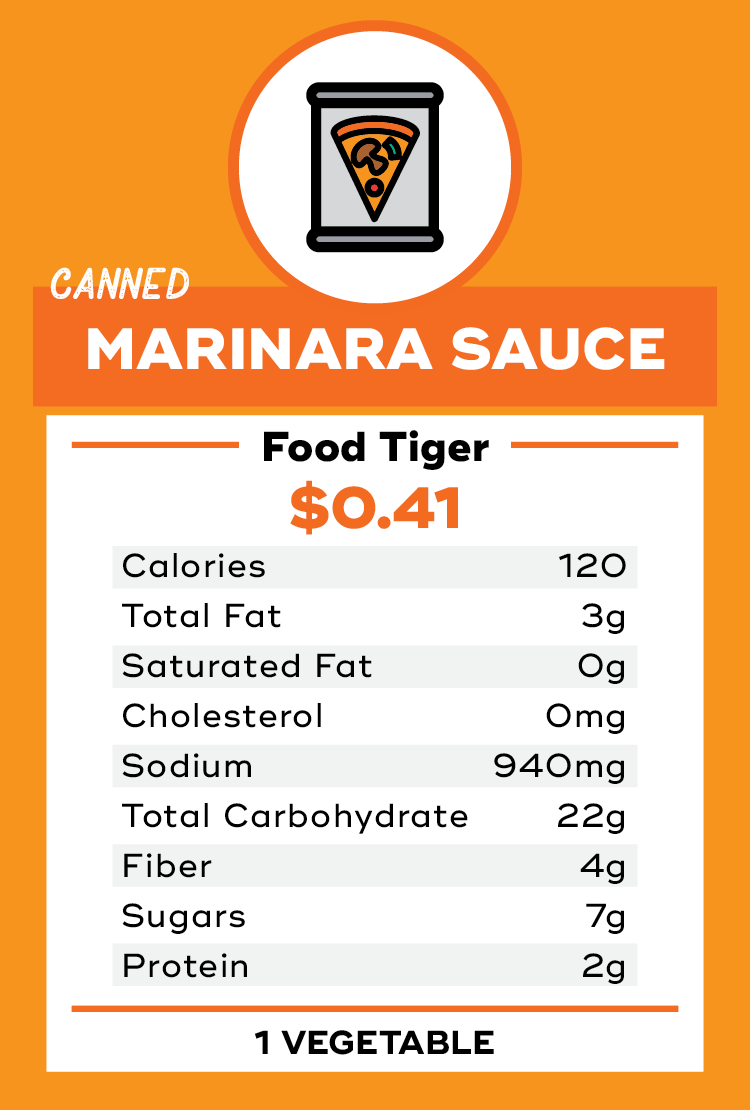 CANNED
MARINARA SAUCE
Food Tiger
$0.41
Calories 120
Total Fat 3g
Saturated Fat 0g
Cholesterol 0mg
Sodium 940mg
Total Carbohydrate 22g
Fiber 4g
Sugars 7g
Protein 2g
1 VEGETABLE